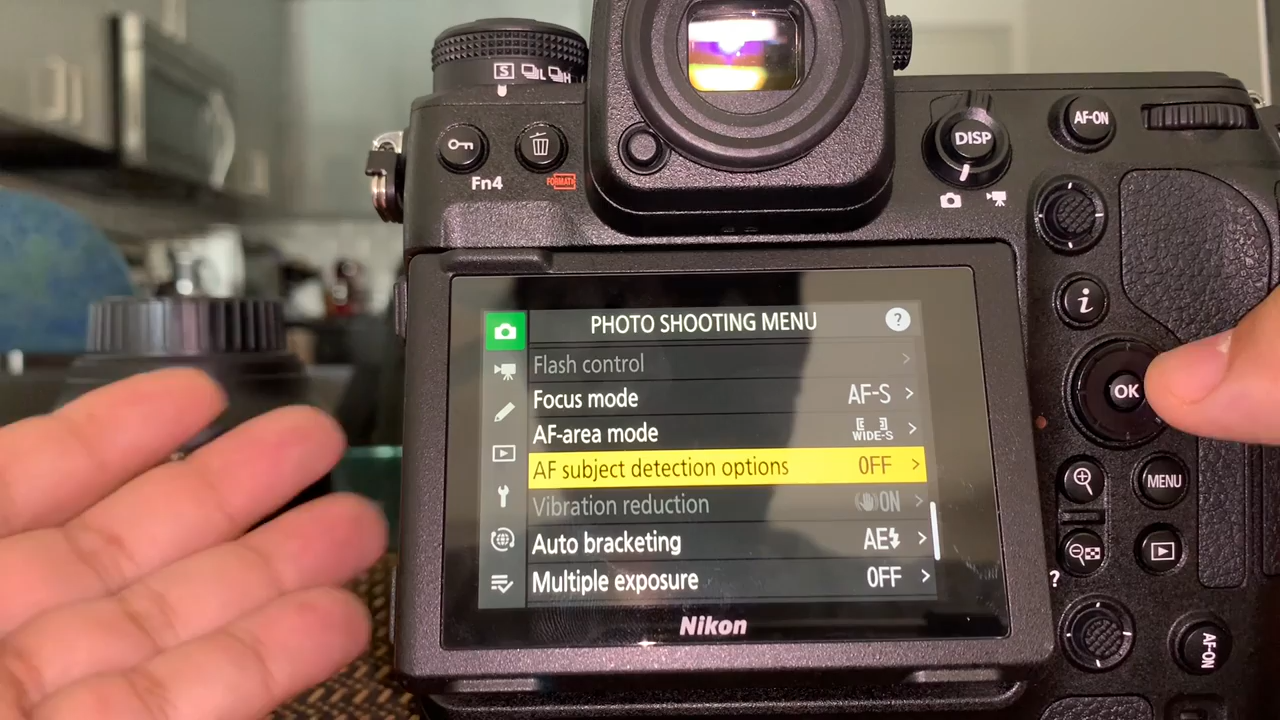 S L H
DISP
AF-ON
Fn4
FORMAT
i
PHOTO SHOOTING MENU ?
Flash control >
Focus mode AF-S >
AF-area mode WIDE-S >
AF subject detection options OFF >
Vibration reduction ON >
Auto bracketing AE >
Multiple exposure OFF >
OK
MENU
?
Nikon
AF-ON